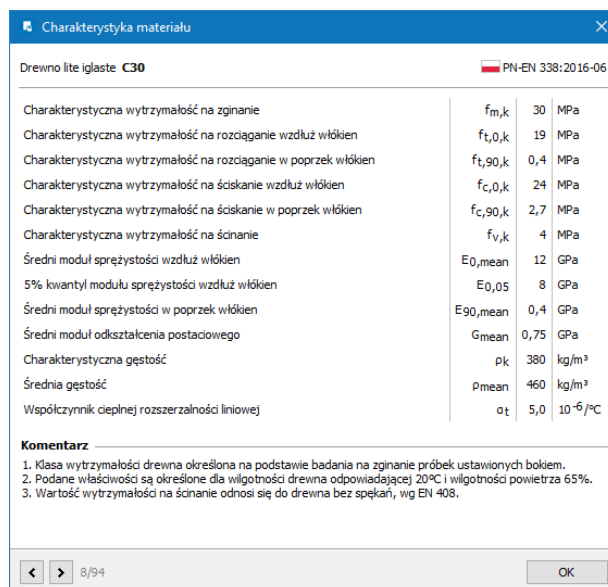 Charakterystyka materiału
Drewno lite iglaste C30 PN-EN 338:2016-06
Charakterystyczna wytrzymałość na zginanie fm,k 30 MPa
Charakterystyczna wytrzymałość na rozciąganie wzdłuż włókien ft,0,k 19 MPa
Charakterystyczna wytrzymałość na rozciąganie w poprzek włókien ft,90,k 0,4 MPa
Charakterystyczna wytrzymałość na ściskanie wzdłuż włókien fc,0,k 24 MPa
Charakterystyczna wytrzymałość na ściskanie w poprzek włókien fc,90,k 2,7 MPa
Charakterystyczna wytrzymałość na ścinanie fv,k 4 MPa
Średni moduł sprężystości wzdłuż włókien E0,mean 12 GPa
5% kwantyl modułu sprężystości wzdłuż włókien E0,05 8 GPa
Średni moduł sprężystości w poprzek włókien E90,mean 0,4 GPa
Średni moduł odkształcenia postaciowego Gmean 0,75 GPa
Charakterystyczna gęstość ρk 380 kg/m³
Średnia gęstość ρmean 460 kg/m³
Współczynnik cieplnej rozszerzalności liniowej αt 5,0 10⁻⁶/ºC
Komentarz
1. Klasa wytrzymałości drewna określona na podstawie badania na zginanie próbek ustawionych bokiem.
2. Podane właściwości są określone dla wilgotności drewna odpowiadającej 20ºC i wilgotności powietrza 65%.
3. Wartość wytrzymałości na ścinanie odnosi się do drewna bez spękań, wg EN 408.
8/94 OK